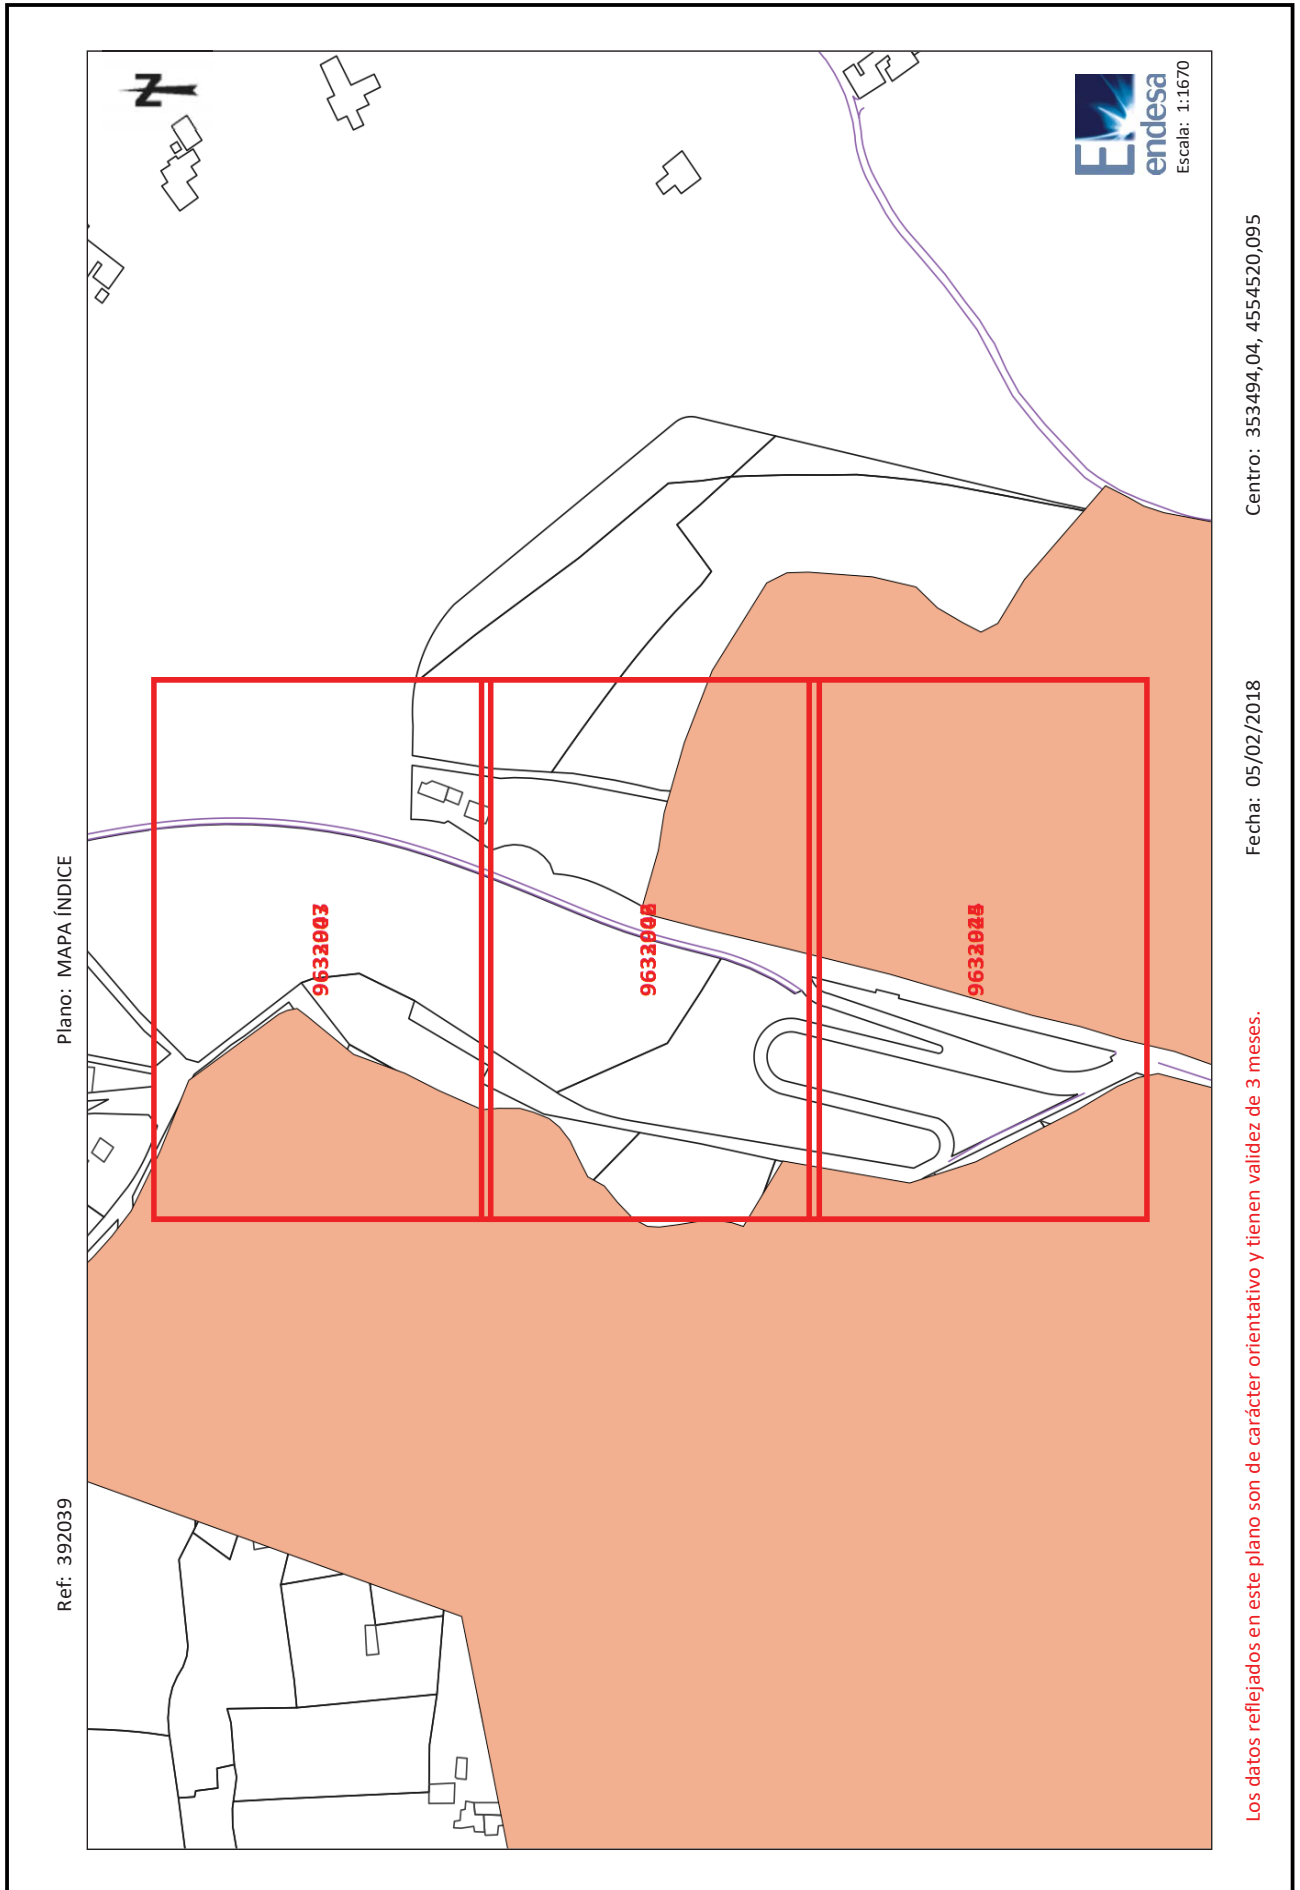 Ref: 392039
Plano: MAPA ÍNDICE
N
endesa
Escala: 1:1670
Los datos reflejados en este plano son de carácter orientativo y tienen validez de 3 meses.
Fecha: 05/02/2018
Centro: 353494,04, 4554520,095